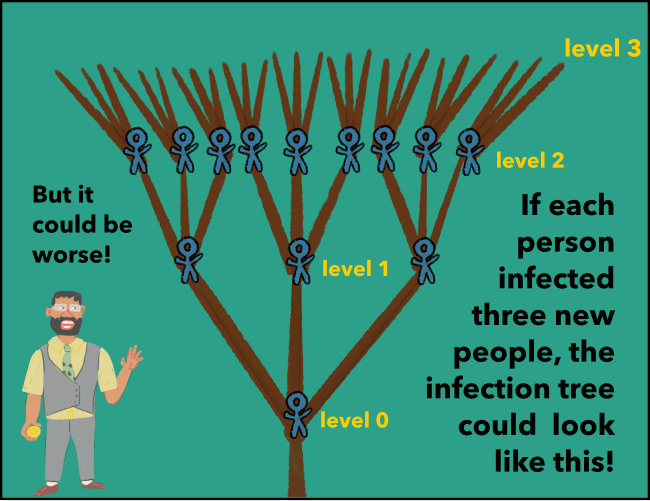 level 3
level 2
But it
could be
worse!
If each
person
infected
three new
people, the
infection tree
could look
like this!
level 1
level 0